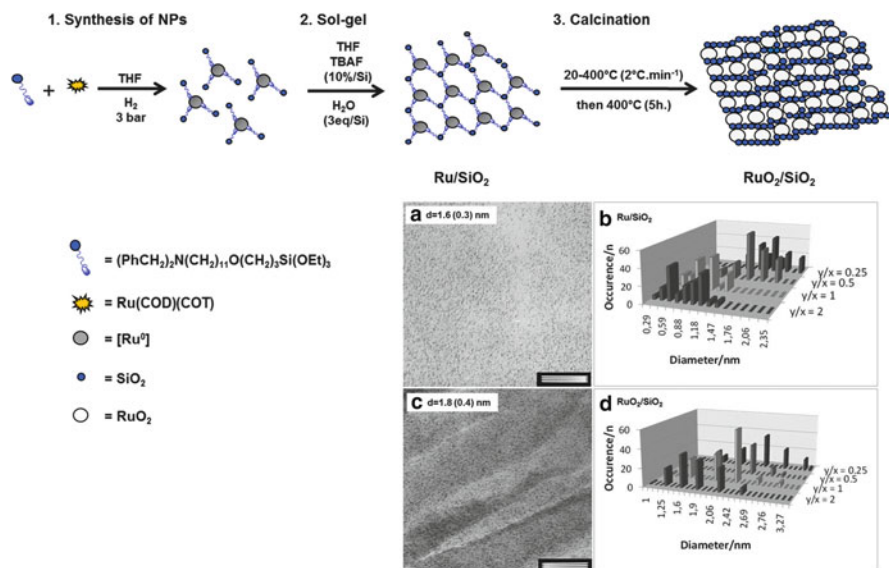 1. Synthesis of NPs
2. Sol-gel
3. Calcination
+
THF
H₂
3 bar
THF
TBAF
(10%/Si)
H₂O
(3eq/Si)
20-400°C (2°C.min⁻¹)
then 400°C (5h.)
Ru/SiO₂
RuO₂/SiO₂
= (PhCH₂)₂N(CH₂)₁₁O(CH₂)₃Si(OEt)₃
= Ru(COD)(COT)
= [Ru⁰]
= SiO₂
= RuO₂
a d=1.6 (0.3) nm
b Ru/SiO₂
Occurence/n
60
40
20
0
0,29
0,59
0,88
1,18
1,47
1,76
2,06
2,35
Diameter/nm
y/x = 0.25
y/x = 0.5
y/x = 1
y/x = 2
c d=1.8 (0.4) nm
d RuO₂/SiO₂
Occurence/n
60
40
20
0
1
1,25
1,6
1,9
2,06
2,42
2,69
2,76
3,27
Diameter/nm
y/x = 0.25
y/x = 0.5
y/x = 1
y/x = 2